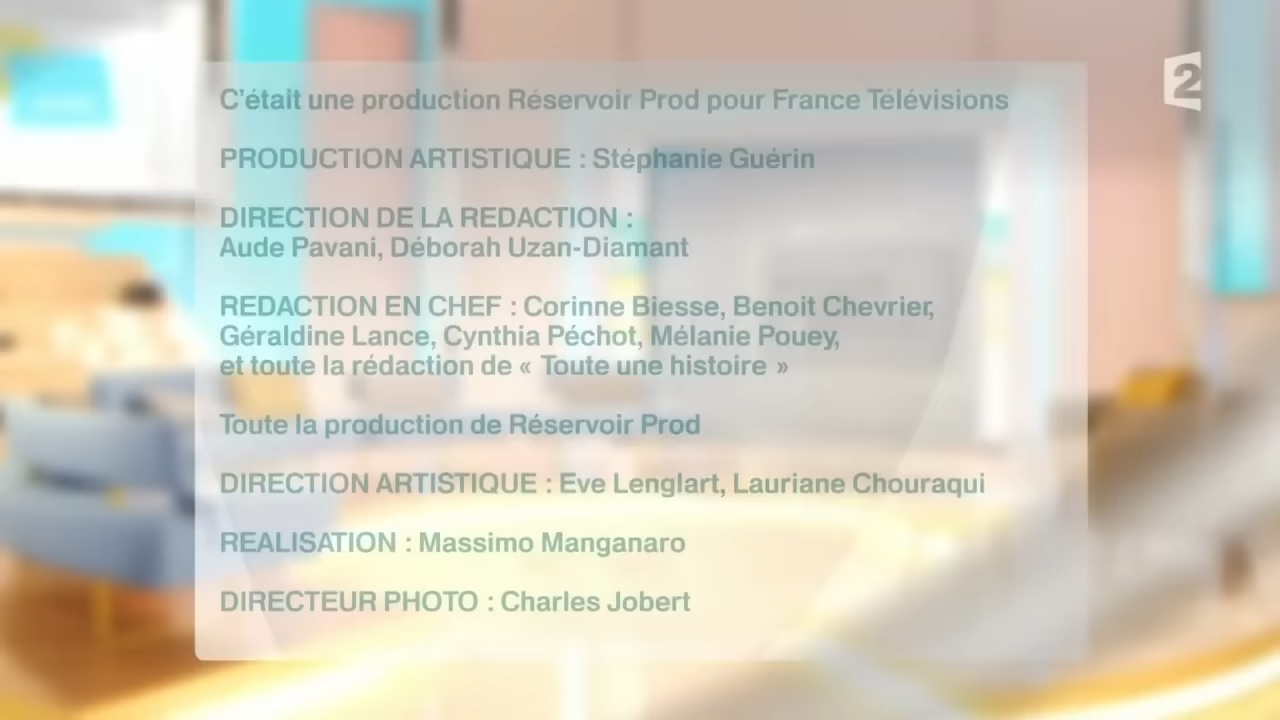 C'était une production Réservoir Prod pour France Télévisions
2
PRODUCTION ARTISTIQUE : Stéphanie Guérin
DIRECTION DE LA REDACTION :
Aude Pavani, Déborah Uzan-Diamant
REDACTION EN CHEF : Corinne Biesse, Benoit Chevrier,
Géraldine Lance, Cynthia Péchot, Mélanie Pouey,
et toute la rédaction de « Toute une histoire »
Toute la production de Réservoir Prod
DIRECTION ARTISTIQUE : Eve Lenglart, Lauriane Chouraqui
REALISATION : Massimo Manganaro
DIRECTEUR PHOTO : Charles Jobert